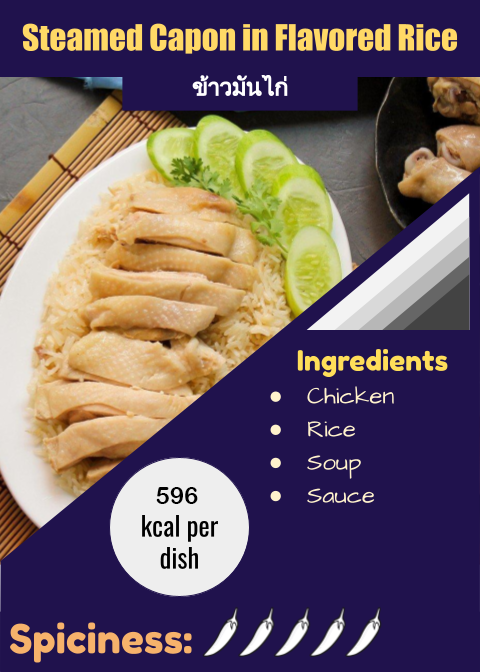 Steamed Capon in Flavored Rice
ข้าวมันไก่
Ingredients
• Chicken
• Rice
• Soup
• Sauce
596
kcal per
dish
Spiciness: